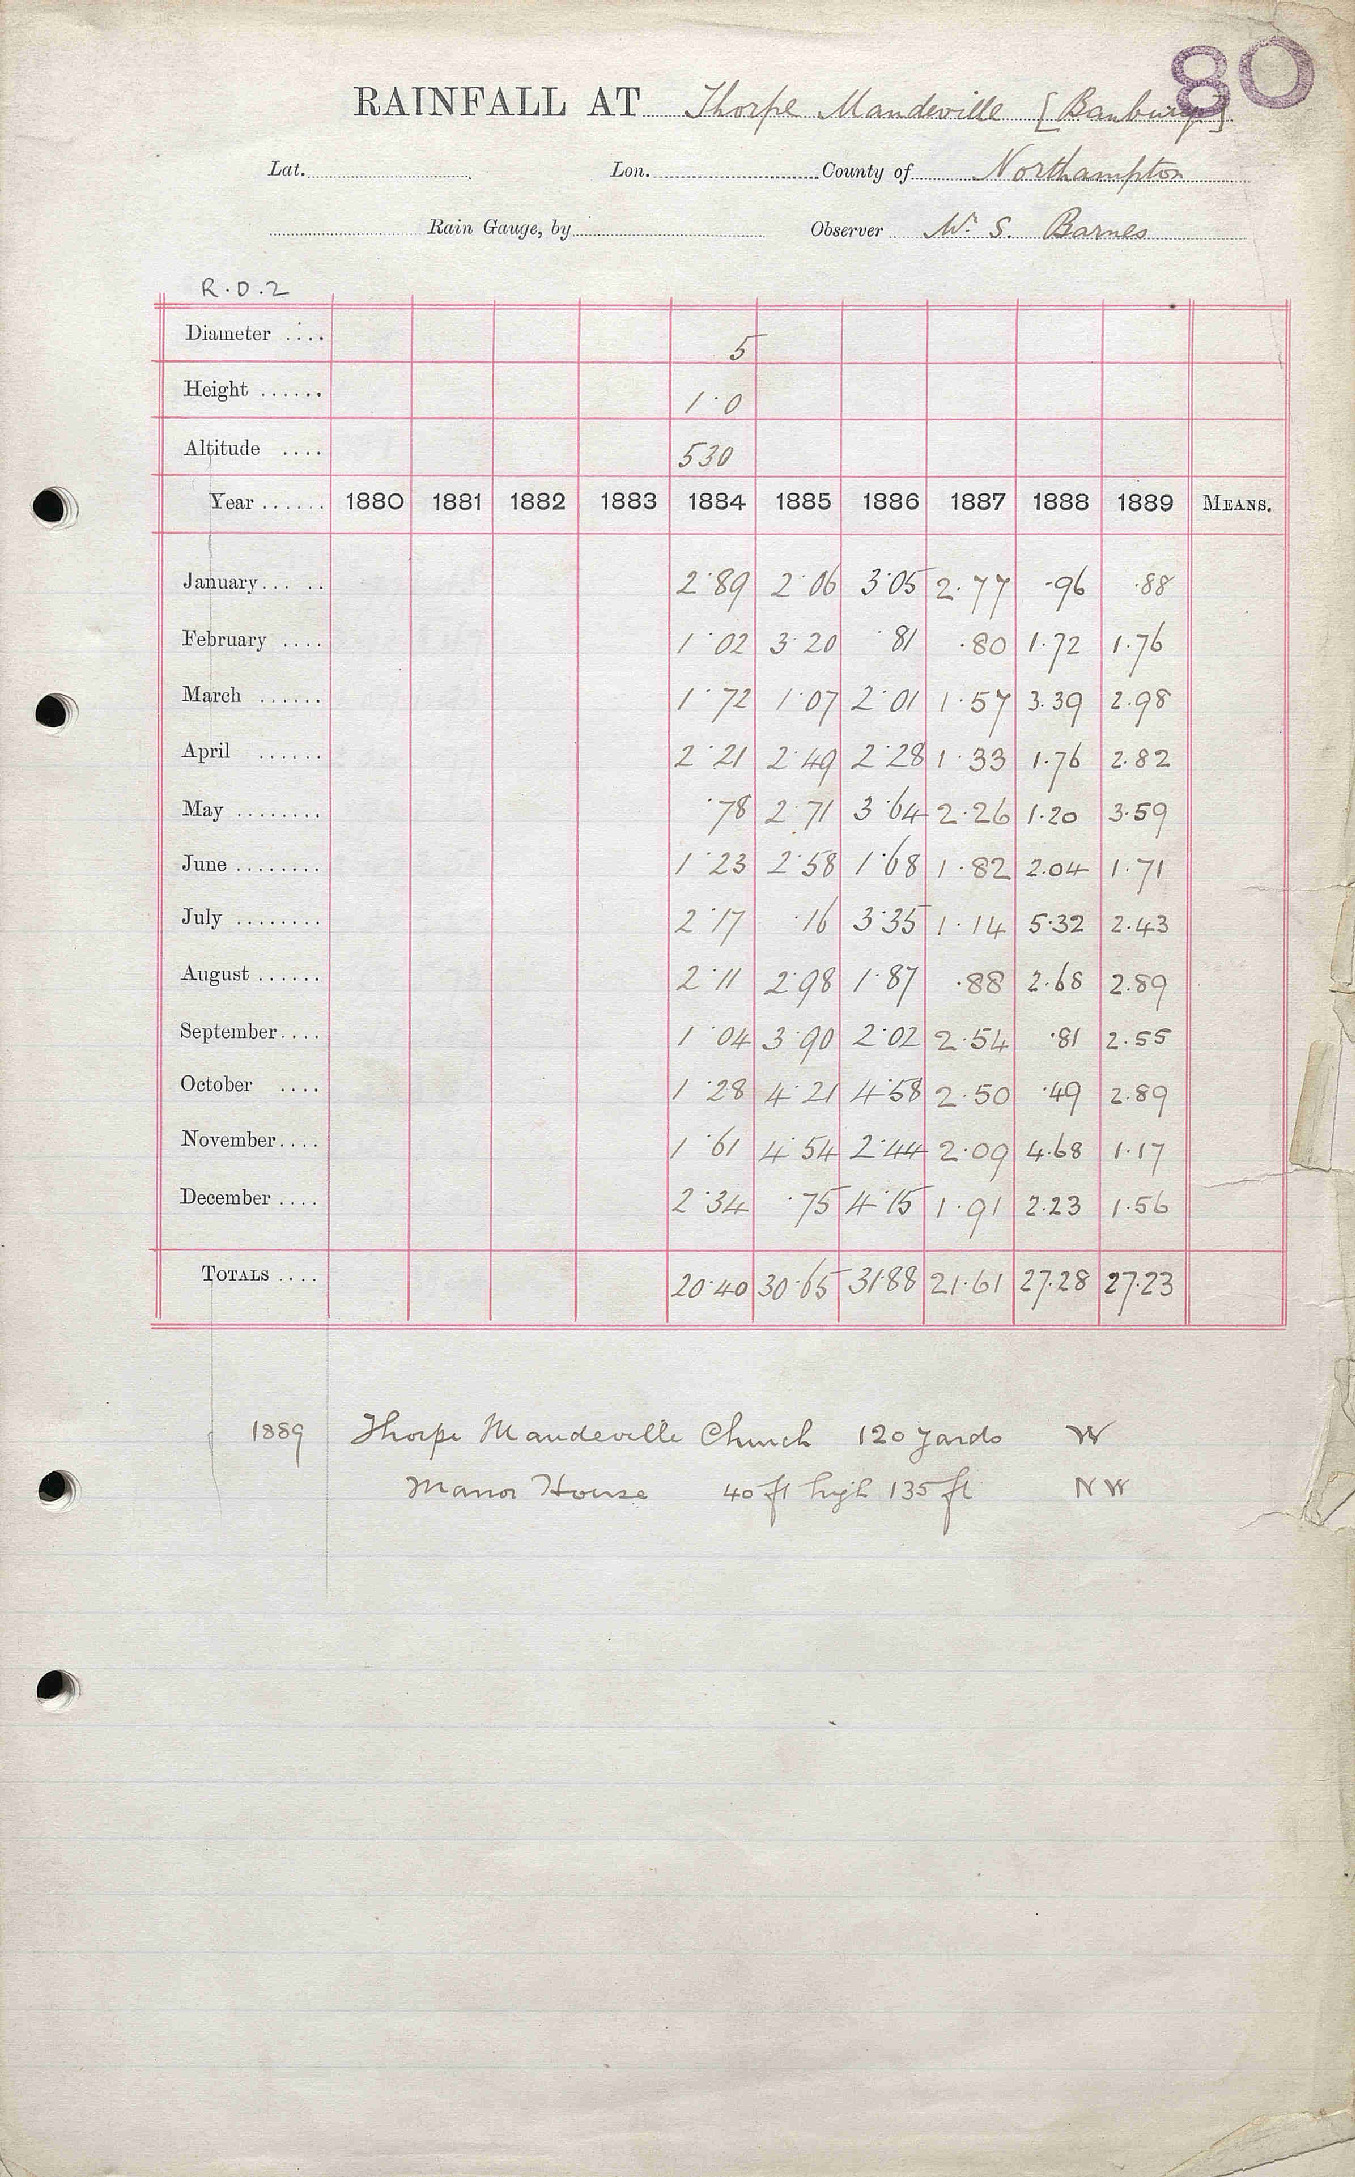 80
RAINFALL AT Thorpe Mandeville [Banbury]
Lat. Lon. County of Northampton
Rain Gauge, by Observer W. S. Barnes
R.D.2
Diameter .... 5
Height ...... 1·0
Altitude .... 530
Year ...... 1880 1881 1882 1883 1884 1885 1886 1887 1888 1889 MEANS.
January... .. 2·89 2·06 3·05 2.77 ·96 ·88
February .... 1·02 3·20 ·81 ·80 1.72 1.76
March ...... 1·72 1·07 2·01 1·57 3.39 2.98
April ...... 2·21 2·49 2·28 1·33 1.76 2.82
May ........ ·78 2·71 3·64 2·26 1·20 3·59
June ........ 1·23 2·58 1·68 1·82 2.04 1·71
July ........ 2·17 ·16 3·35 1·14 5·32 2.43
August ...... 2·11 2·98 1·87 ·88 2·68 2.89
September.... 1·04 3·90 2·02 2·54 ·81 2.55
October .... 1·28 4·21 4·58 2·50 ·49 2.89
November.... 1·61 4·54 2·44 2·09 4.68 1·17
December .... 2·34 ·75 4·15 1·91 2.23 1·56
TOTALS .... 20·40 30·65 31·88 21·61 27.28 27·23
1889 Thorpe Mandeville Church 120 yards W
Manor House 40 ft high 135 ft NW